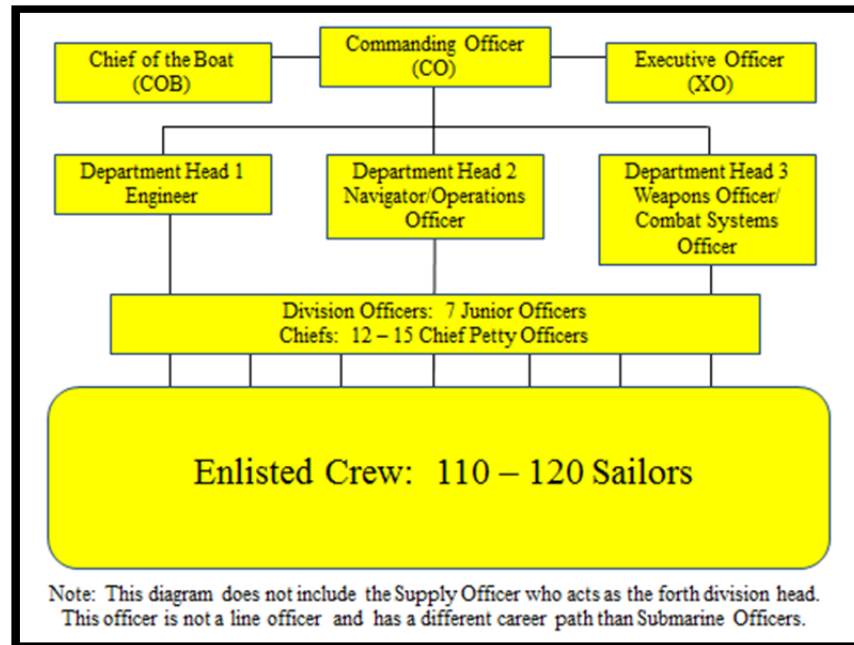 Chief of the Boat
(COB)
Commanding Officer
(CO)
Executive Officer
(XO)
Department Head 1
Engineer
Department Head 2
Navigator/Operations
Officer
Department Head 3
Weapons Officer/
Combat Systems
Officer
Division Officers: 7 Junior Officers
Chiefs: 12 – 15 Chief Petty Officers
Enlisted Crew: 110 – 120 Sailors
Note: This diagram does not include the Supply Officer who acts as the forth division head.
This officer is not a line officer and has a different career path than Submarine Officers.